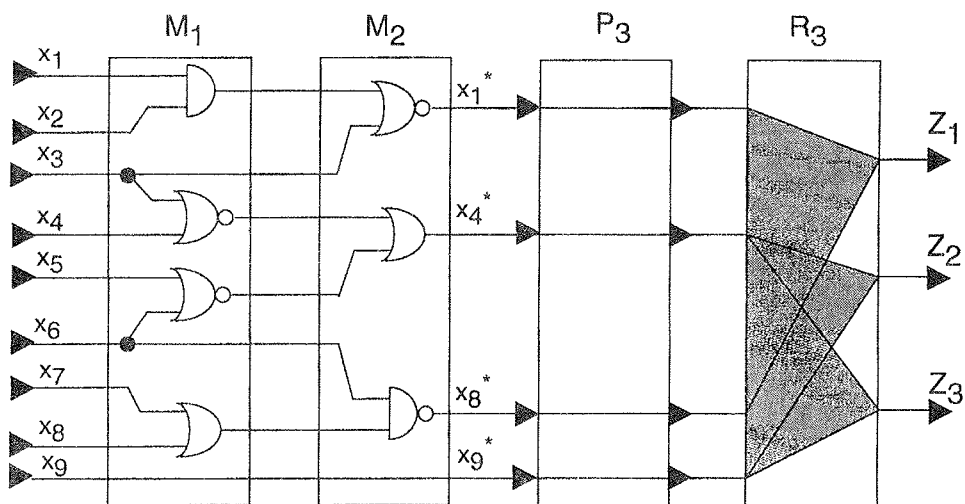 M₁ M₂ P₃ R₃
x₁
x₂
x₃
x₄
x₅
x₆
x₇
x₈
x₉
x₁*
x₄*
x₈*
x₉*
Z₁
Z₂
Z₃